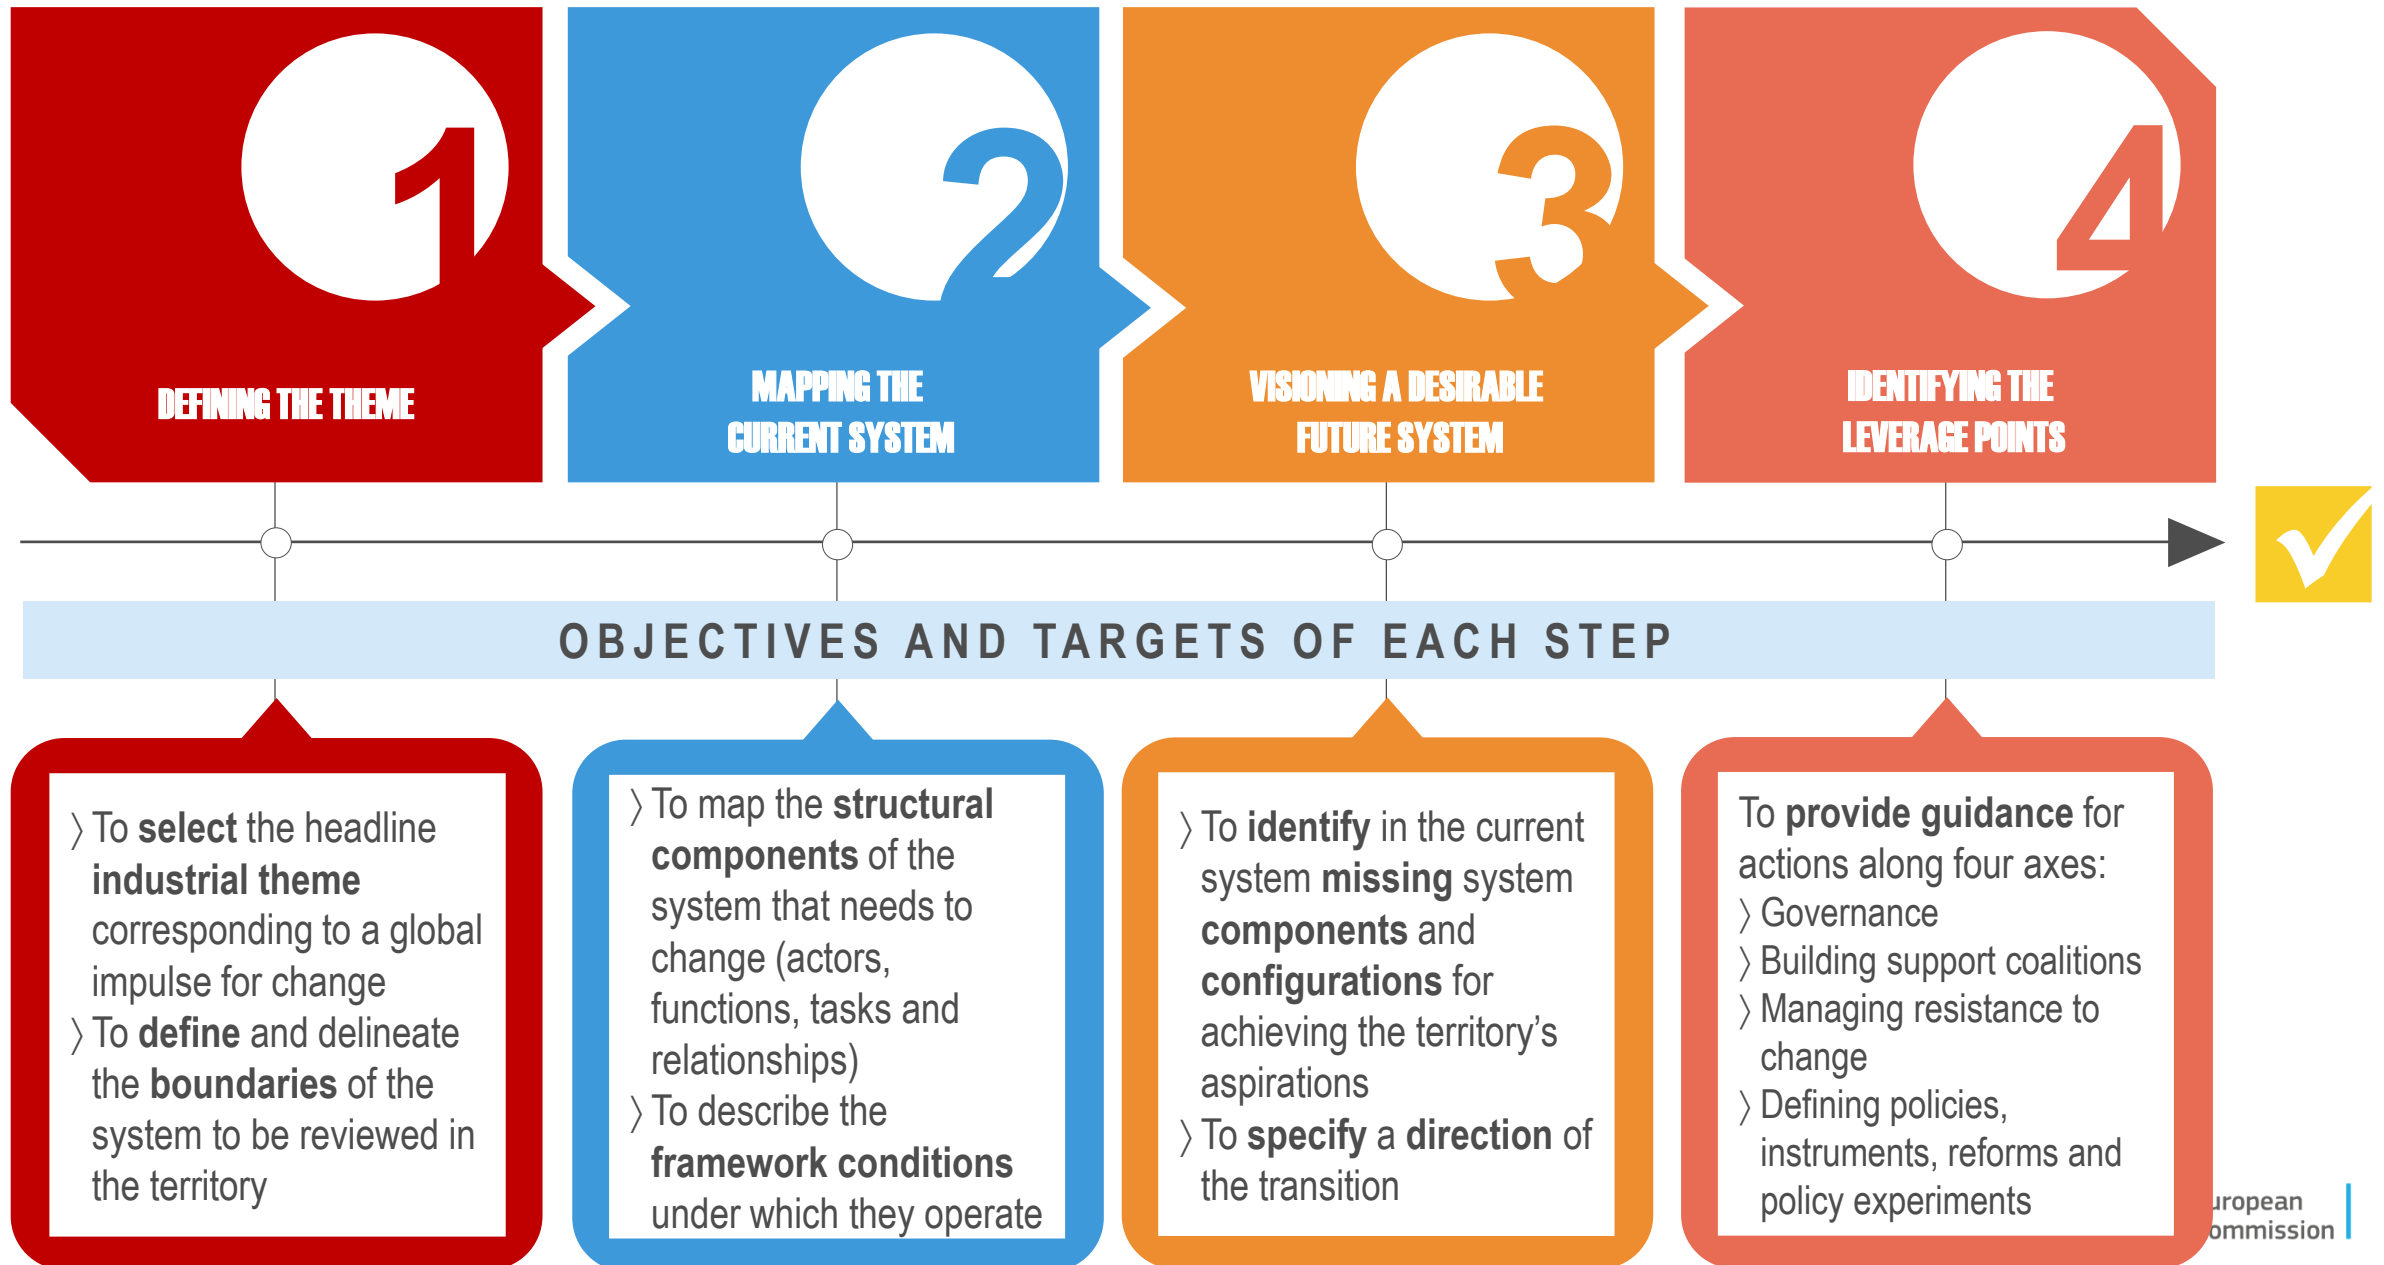 1
DEFINING THE THEME
2
MAPPING THE
CURRENT SYSTEM
3
VISIONING A DESIRABLE
FUTURE SYSTEM
4
IDENTIFYING THE
LEVERAGE POINTS
OBJECTIVES AND TARGETS OF EACH STEP
〉To select the headline
industrial theme
corresponding to a global
impulse for change
〉To define and delineate
the boundaries of the
system to be reviewed in
the territory
〉To map the structural
components of the
system that needs to
change (actors,
functions, tasks and
relationships)
〉To describe the
framework conditions
under which they operate
〉To identify in the current
system missing system
components and
configurations for
achieving the territory’s
aspirations
〉To specify a direction of
the transition
To provide guidance for
actions along four axes:
〉Governance
〉Building support coalitions
〉Managing resistance to
change
〉Defining policies,
instruments, reforms and
policy experiments
uropean
ommission